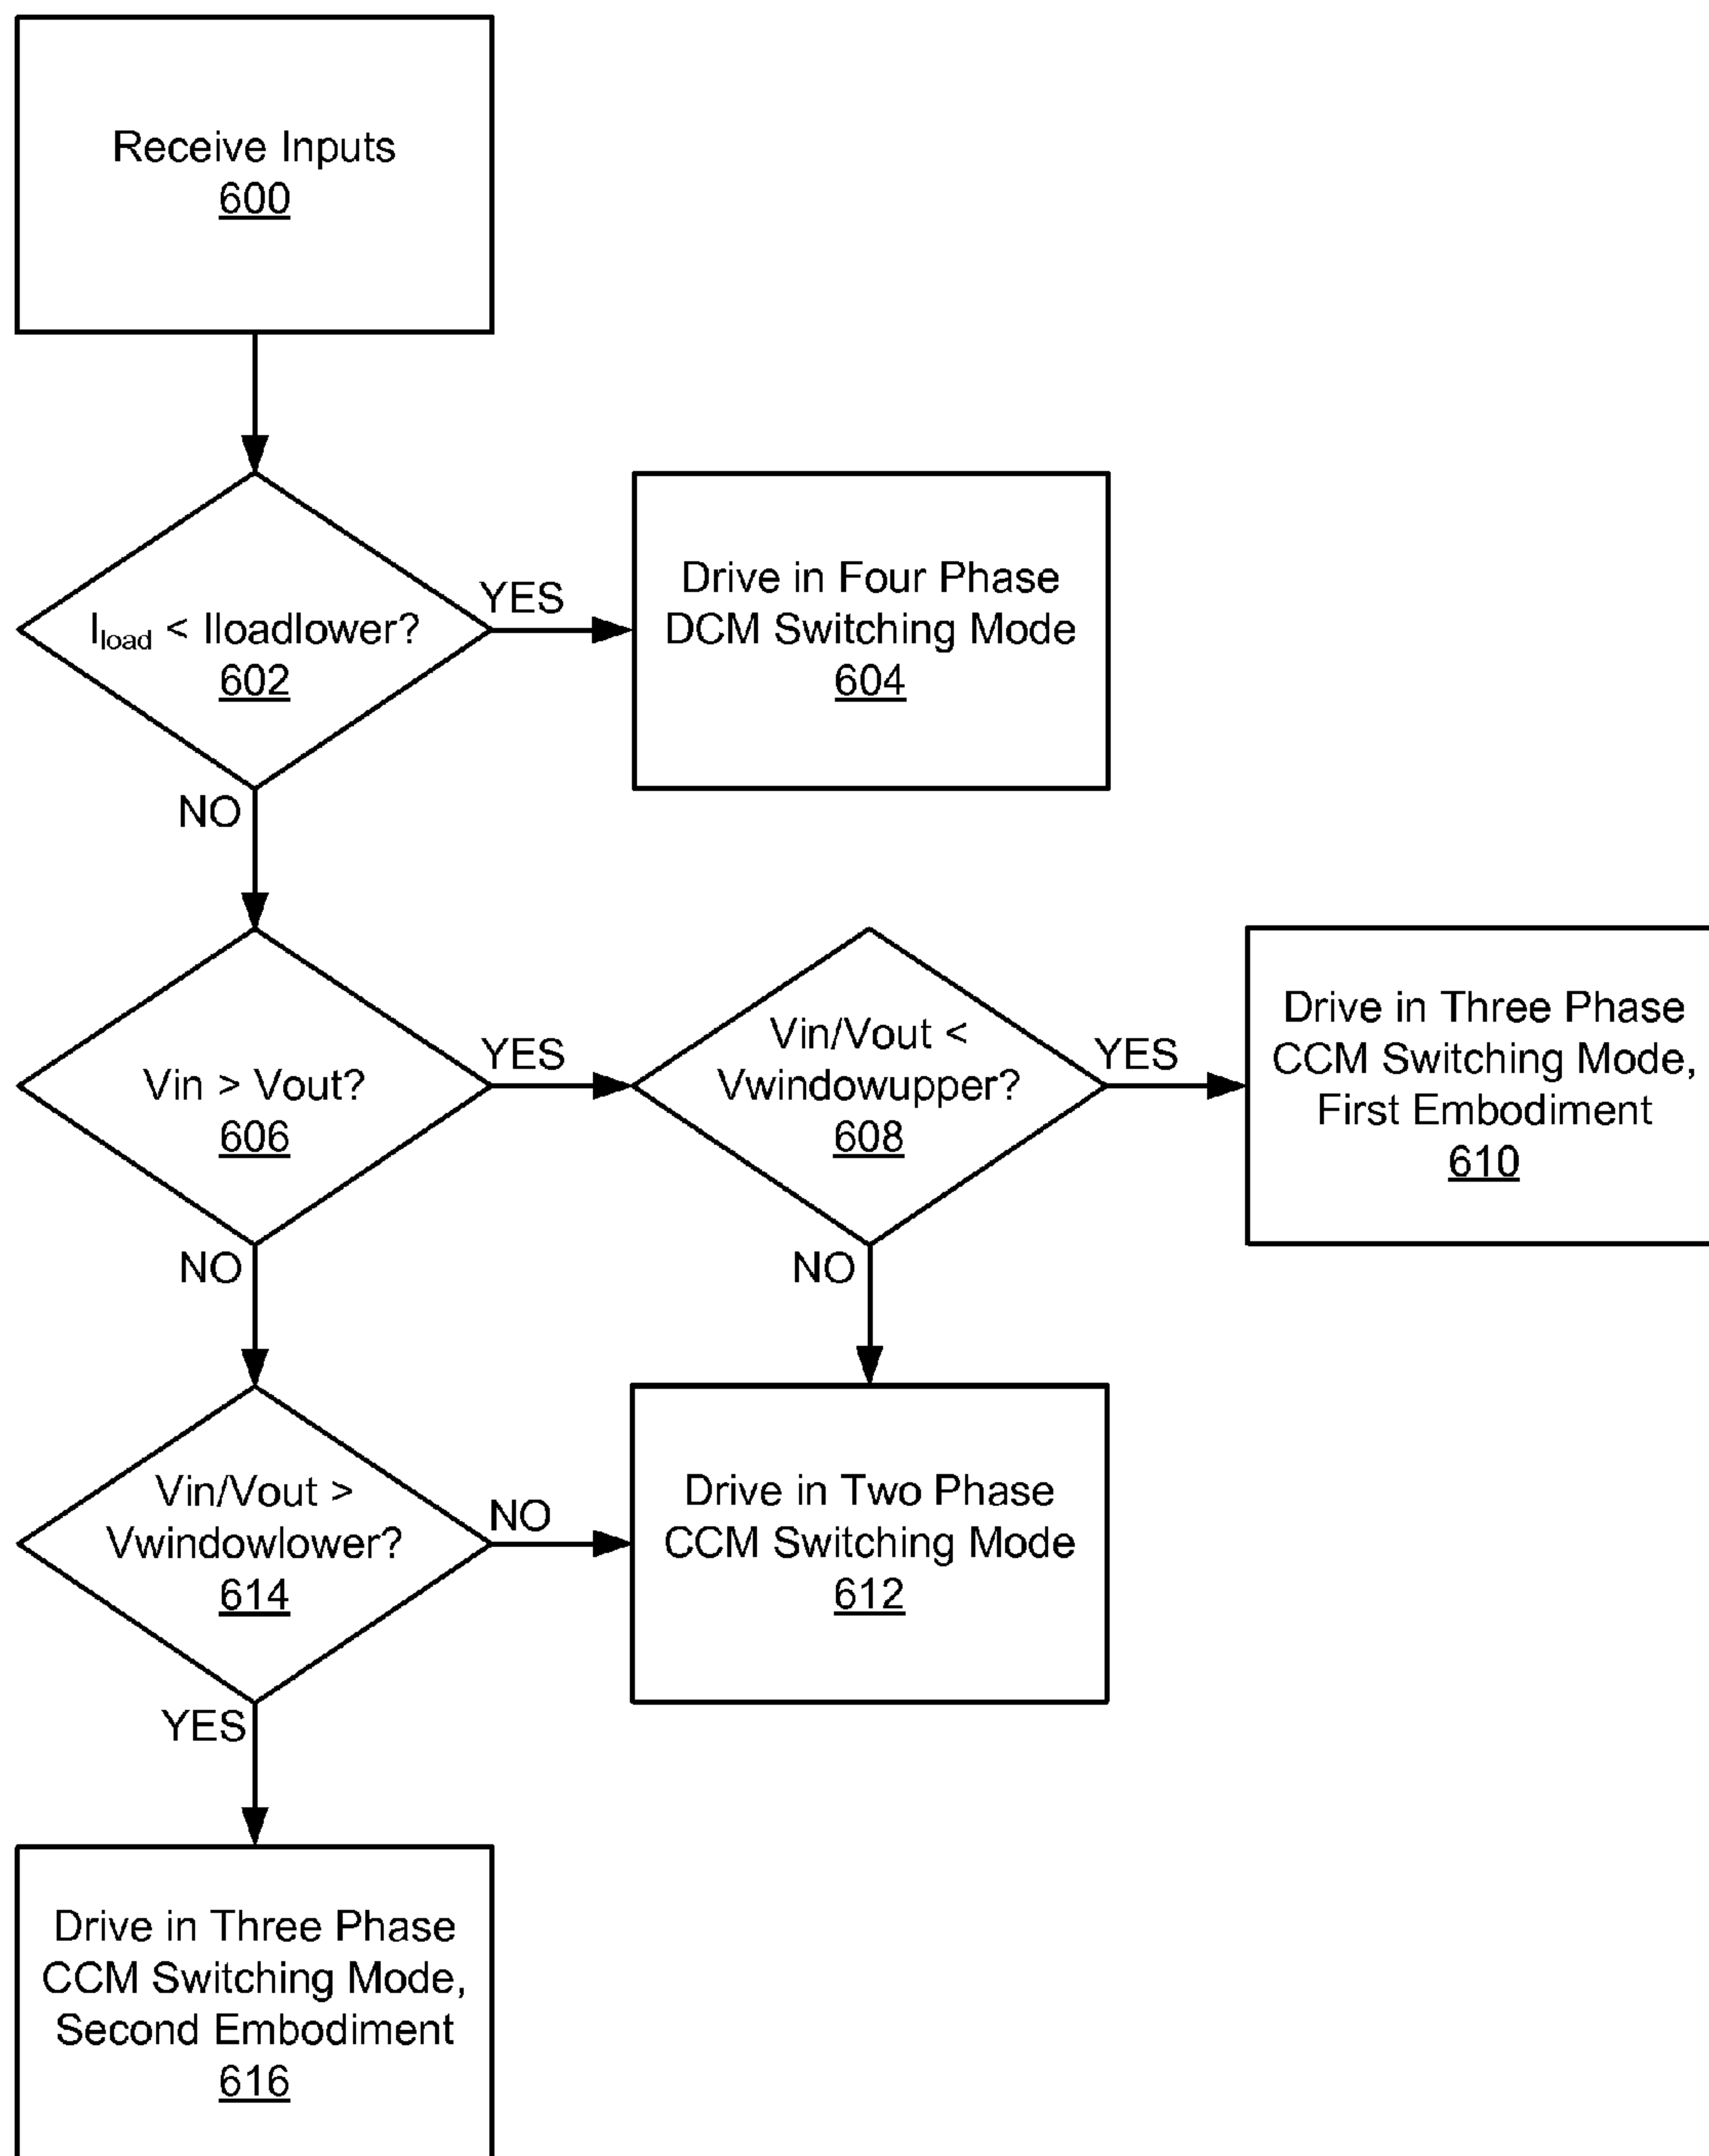 Receive Inputs
600
Iload < Iloadlower?
602
YES
Drive in Four Phase
DCM Switching Mode
604
NO
Vin > Vout?
606
YES
Vin/Vout <
Vwindowupper?
608
YES
Drive in Three Phase
CCM Switching Mode,
First Embodiment
610
NO
NO
Vin/Vout >
Vwindowlower?
614
NO
Drive in Two Phase
CCM Switching Mode
612
YES
Drive in Three Phase
CCM Switching Mode,
Second Embodiment
616